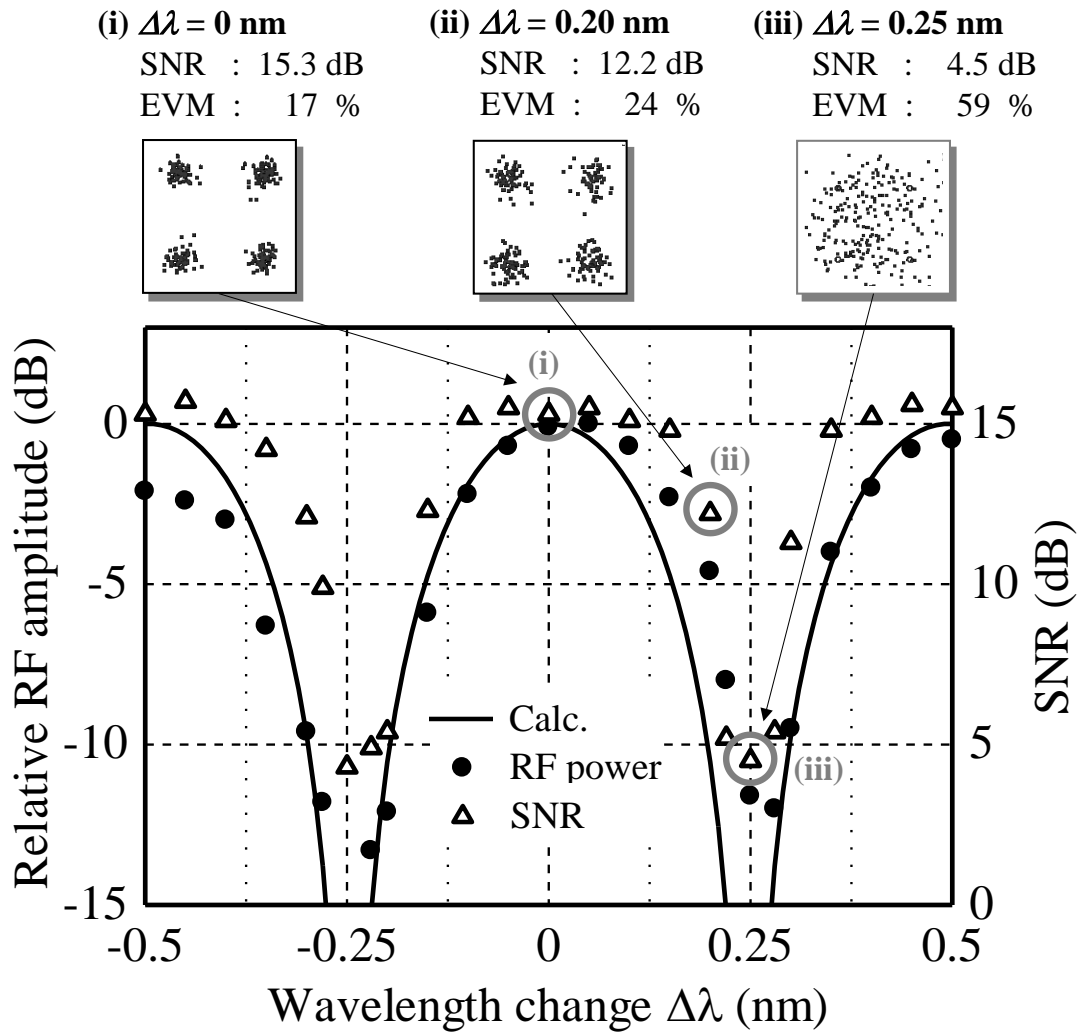 (i) Δλ = 0 nm
SNR : 15.3 dB
EVM : 17 %
(ii) Δλ = 0.20 nm
SNR : 12.2 dB
EVM : 24 %
(iii) Δλ = 0.25 nm
SNR : 4.5 dB
EVM : 59 %
Relative RF amplitude (dB)
0
-5
-10
-15
(i)
(ii)
(iii)
Calc.
RF power
SNR
15
10
5
0
SNR (dB)
-0.5
-0.25
0
0.25
0.5
Wavelength change Δλ (nm)